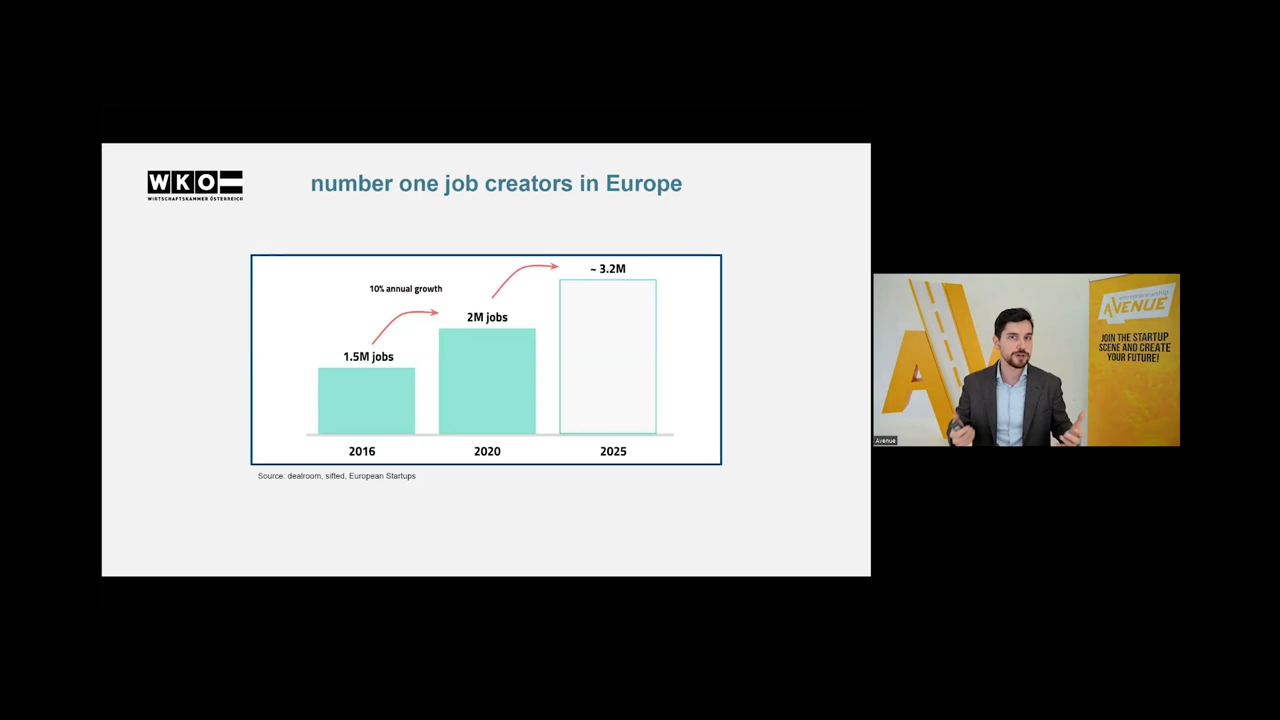 WKO
WIRTSCHAFTSKAMMER ÖSTERREICH
number one job creators in Europe
~ 3.2M
10% annual growth
2M jobs
1.5M jobs
2016
2020
2025
Source: dealroom, sifted, European Startups
AV
entrepreneurship
AVENUE
JOIN THE STARTUP
SCENE AND CREATE
YOUR FUTURE!
Avenue